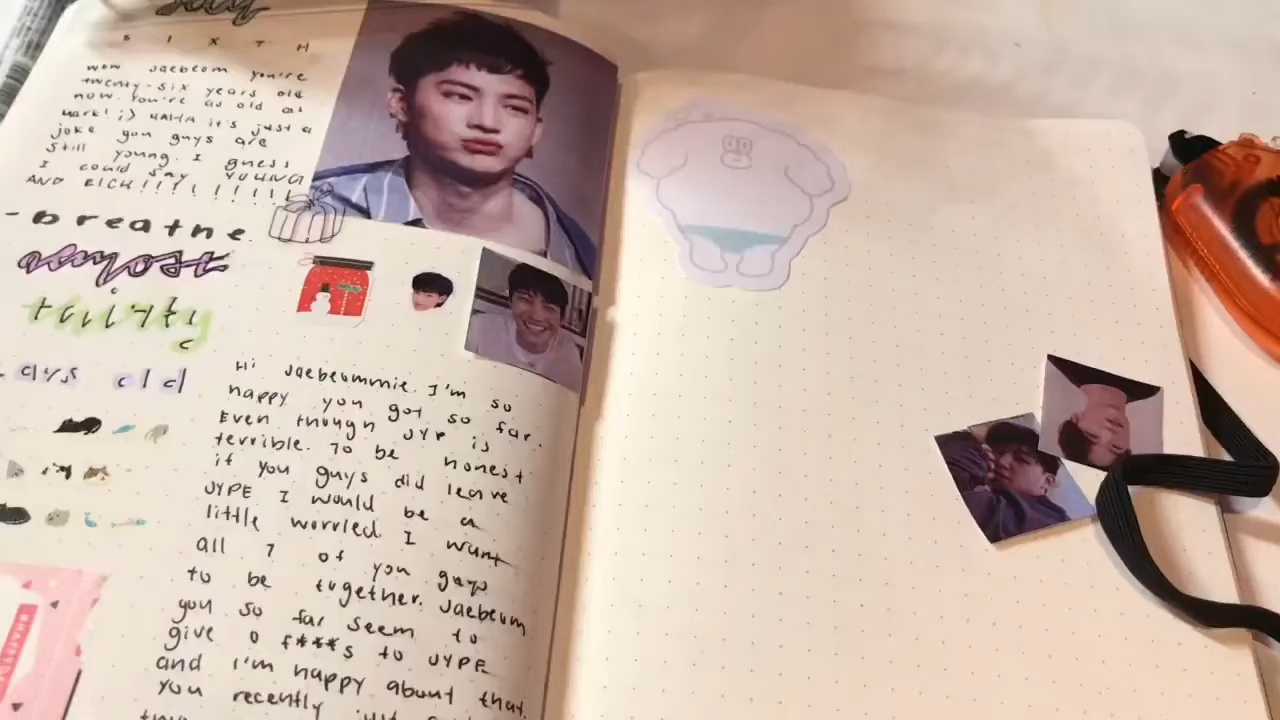 SIXTH
wow Jaebeom you're
twenty-six years old
now. You're as old as
Mark! ;) HAHA it's just a
joke you guys are
still young. I guess
I could say YOUNG
AND RICH!!!!!!!!!
- breathe.
almost
thirty
days old
Hi Jaebeommie. I'm so
happy you got so far.
Even though JYP is
terrible. To be honest
if you guys did leave
JYPE I would be a
little worried. I want
all 7 of you guys
to be together. Jaebeom
you so far seem to
give 0 f***s to JYPE
and I'm happy about that.
you recently just